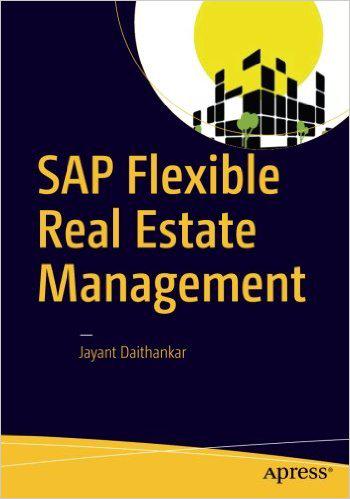 SAP Flexible
Real Estate
Management
Jayant Daithankar
Apress®